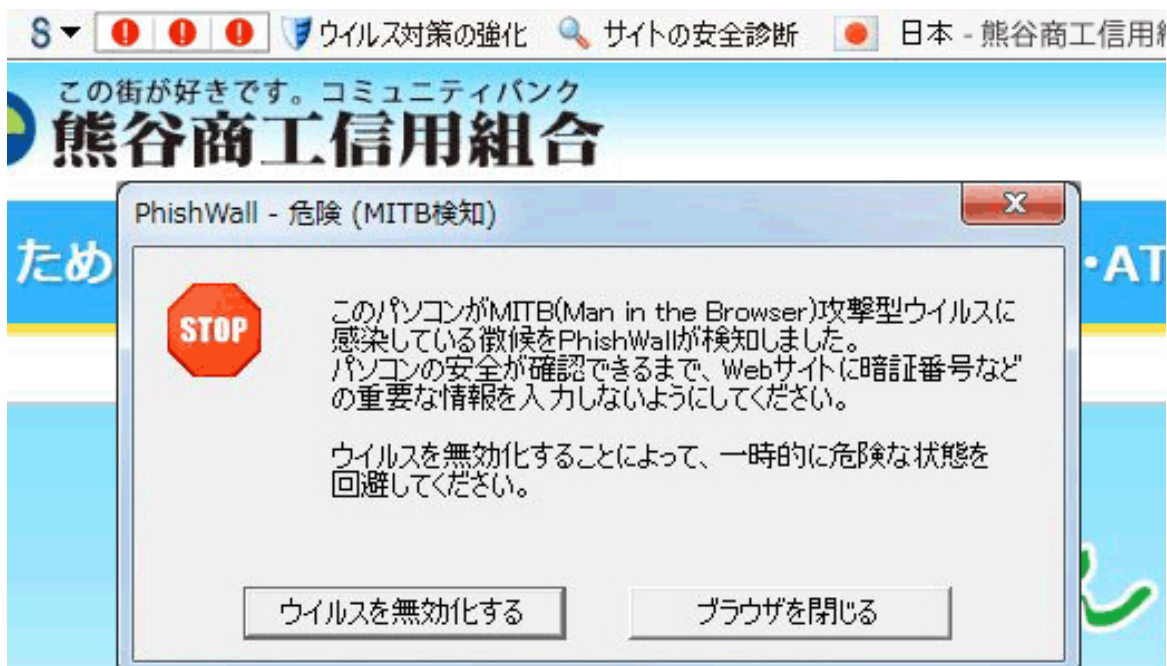 S
ウイルス対策の強化
サイトの安全診断
日本 - 熊谷商工信用
この街が好きです。コミュニティバンク
熊谷商工信用組合
PhishWall - 危険 (MITB検知)
ため
・AT
STOP
このパソコンがMITB(Man in the Browser)攻撃型ウイルスに
感染している徴候をPhishWallが検知しました。
パソコンの安全が確認できるまで、Webサイトに暗証番号など
の重要な情報を入力しないようにしてください。
ウイルスを無効化することによって、一時的に危険な状態を
回避してください。
ウイルスを無効化する
ブラウザを閉じる